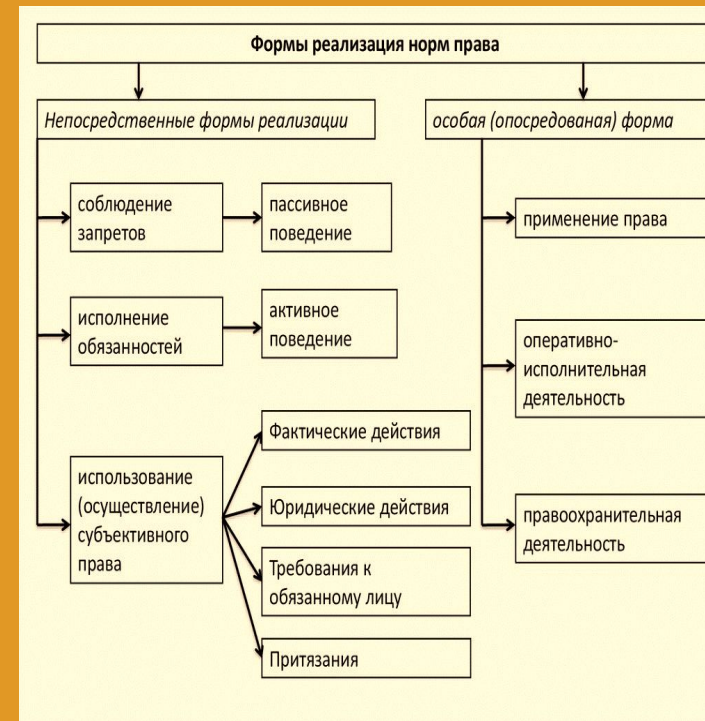 Формы реализация норм права
Непосредственные формы реализации
особая (опосредованая) форма
соблюдение
запретов
пассивное
поведение
применение права
исполнение
обязанностей
активное
поведение
оперативно-
исполнительная
деятельность
использование
(осуществление)
субъективного
права
Фактические действия
Юридические действия
Требования к
обязанному лицу
Притязания
правоохранительная
деятельность